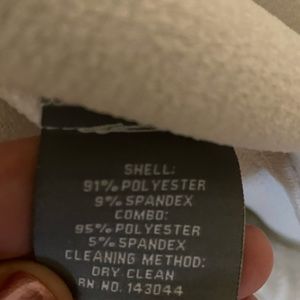 SHELL:
91% POLYESTER
9% SPANDEX
COMBO:
95% POLYESTER
5% SPANDEX
CLEANING METHOD:
DRY CLEAN
RN NO. 143044